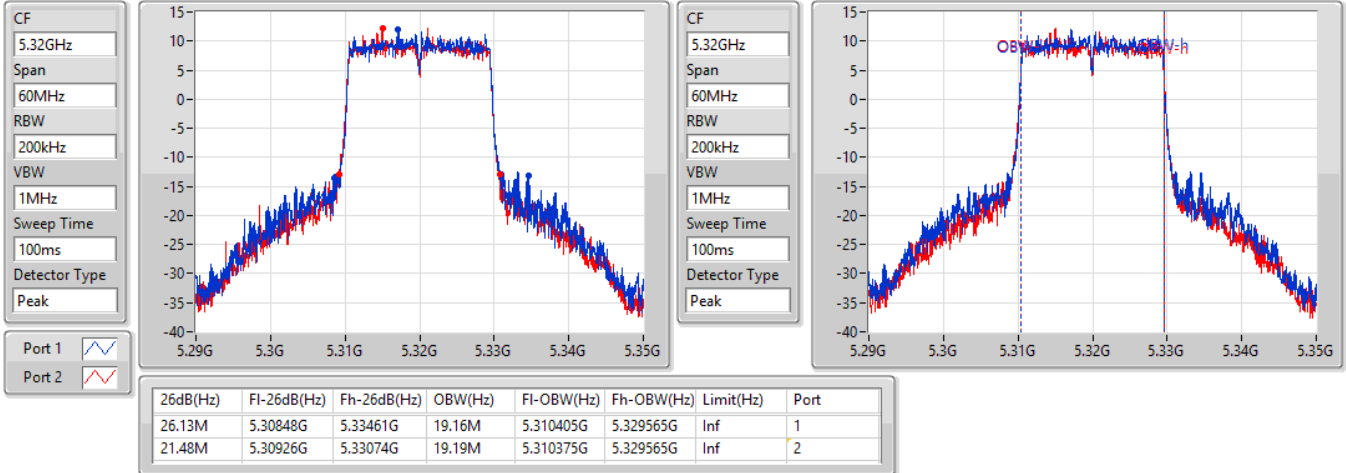 CF
5.32GHz
Span
60MHz
RBW
200kHz
VBW
1MHz
Sweep Time
100ms
Detector Type
Peak
Port 1
Port 2
15
10
5
0
-5
-10
-15
-20
-25
-30
-35
-40
5.29G 5.3G 5.31G 5.32G 5.33G 5.34G 5.35G
CF
5.32GHz
Span
60MHz
RBW
200kHz
VBW
1MHz
Sweep Time
100ms
Detector Type
Peak
15
10
5
0
-5
-10
-15
-20
-25
-30
-35
-40
5.29G 5.3G 5.31G 5.32G 5.33G 5.34G 5.35G
26dB(Hz) Fl-26dB(Hz) Fh-26dB(Hz) OBW(Hz) Fl-OBW(Hz) Fh-OBW(Hz) Limit(Hz) Port
26.13M 5.30848G 5.33461G 19.16M 5.310405G 5.329565G Inf 1
21.48M 5.30926G 5.33074G 19.19M 5.310375G 5.329565G Inf 2